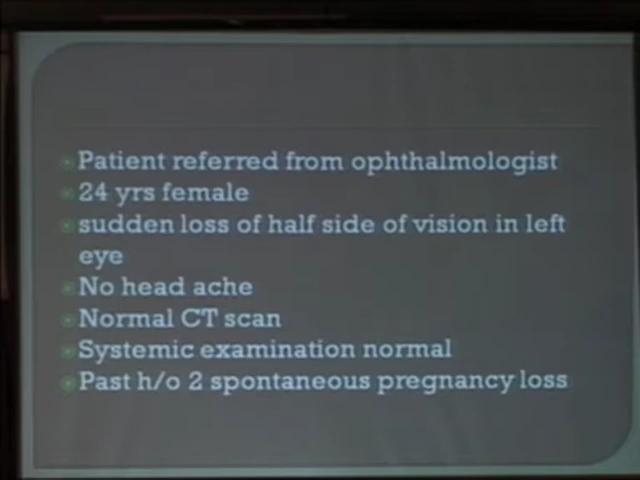 Patient referred from ophthalmologist
24 yrs female
sudden loss of half side of vision in left
eye
No head ache
Normal CT scan
Systemic examination normal
Past h/o 2 spontaneous pregnancy loss